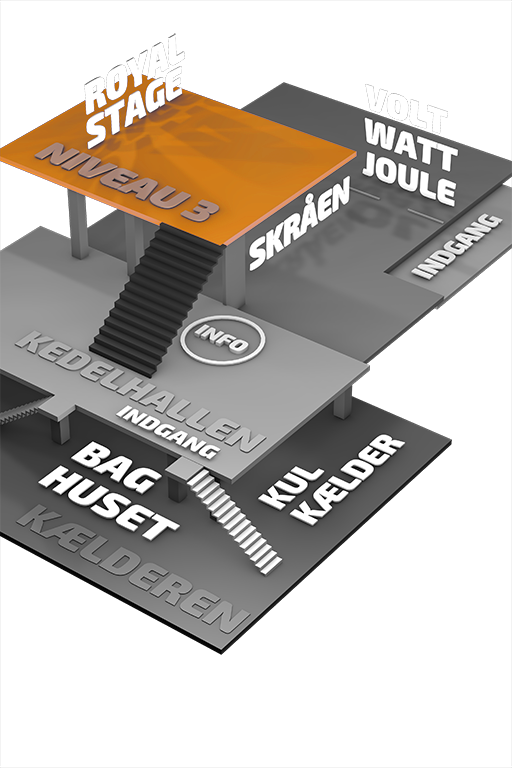 ROYAL
STAGE
NIVEAU 3
VOLT
WATT
JOULE
SKRÅEN
INDGANG
INFO
KEDELHALLEN
INDGANG
BAG
HUSET
KUL
KÆLDER
KÆLDEREN